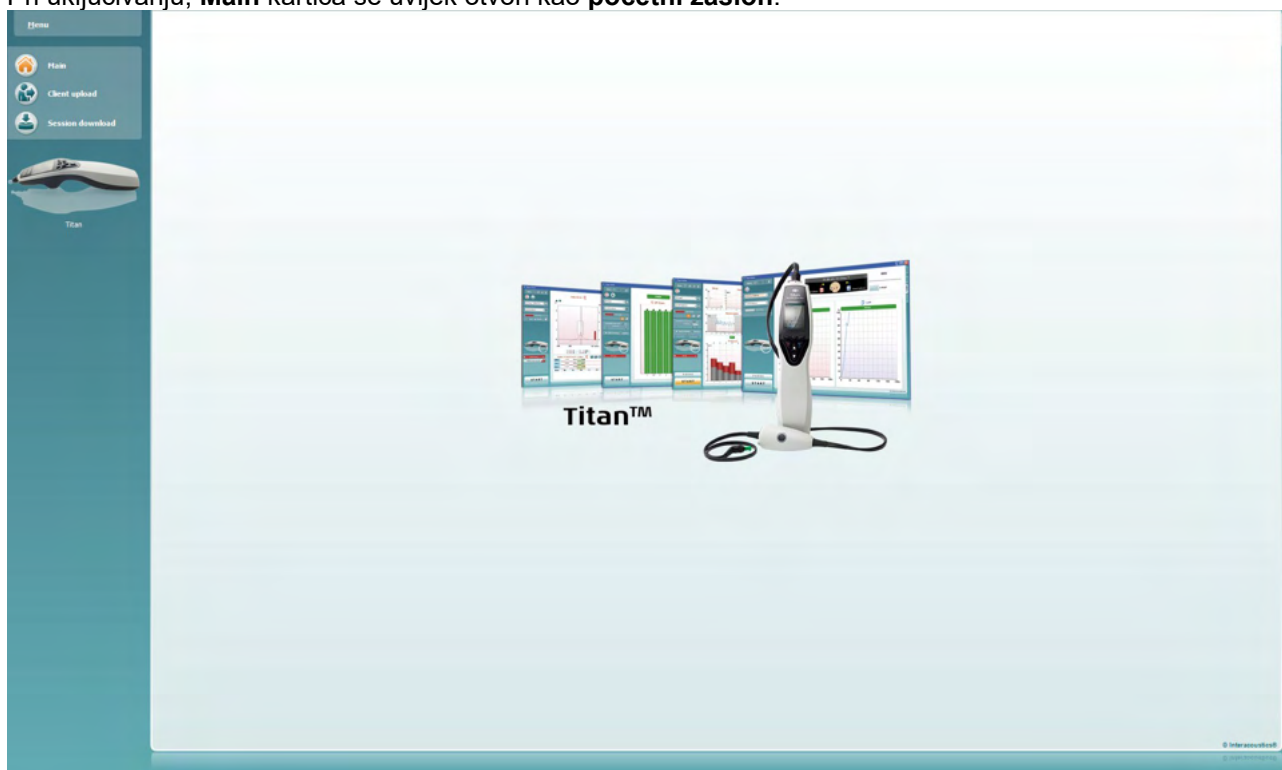 Pri uključivanju, Main kartica se uvijek otvori kao početni zaslon.
Menu
Main
Client upload
Session download
Titan
Titan™
© Interacoustics®